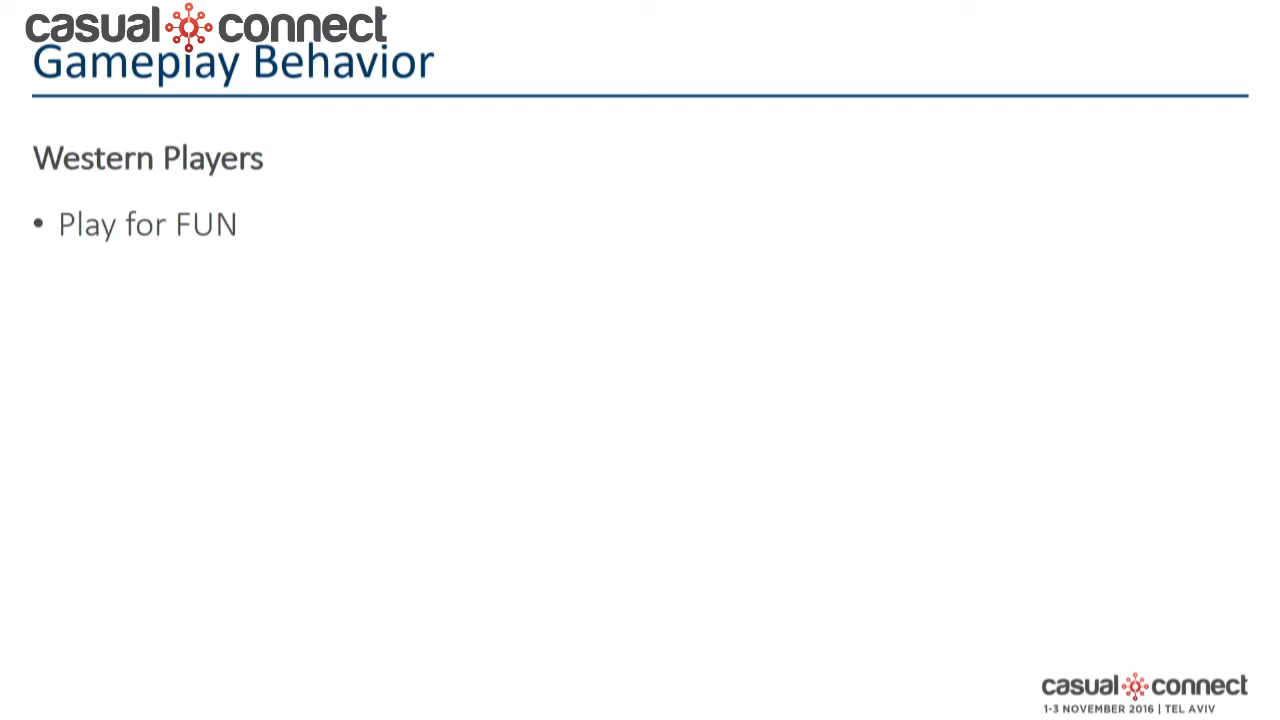 casual connect
Gameplay Behavior
Western Players
• Play for FUN
casual connect
1-3 NOVEMBER 2016 | TEL AVIV